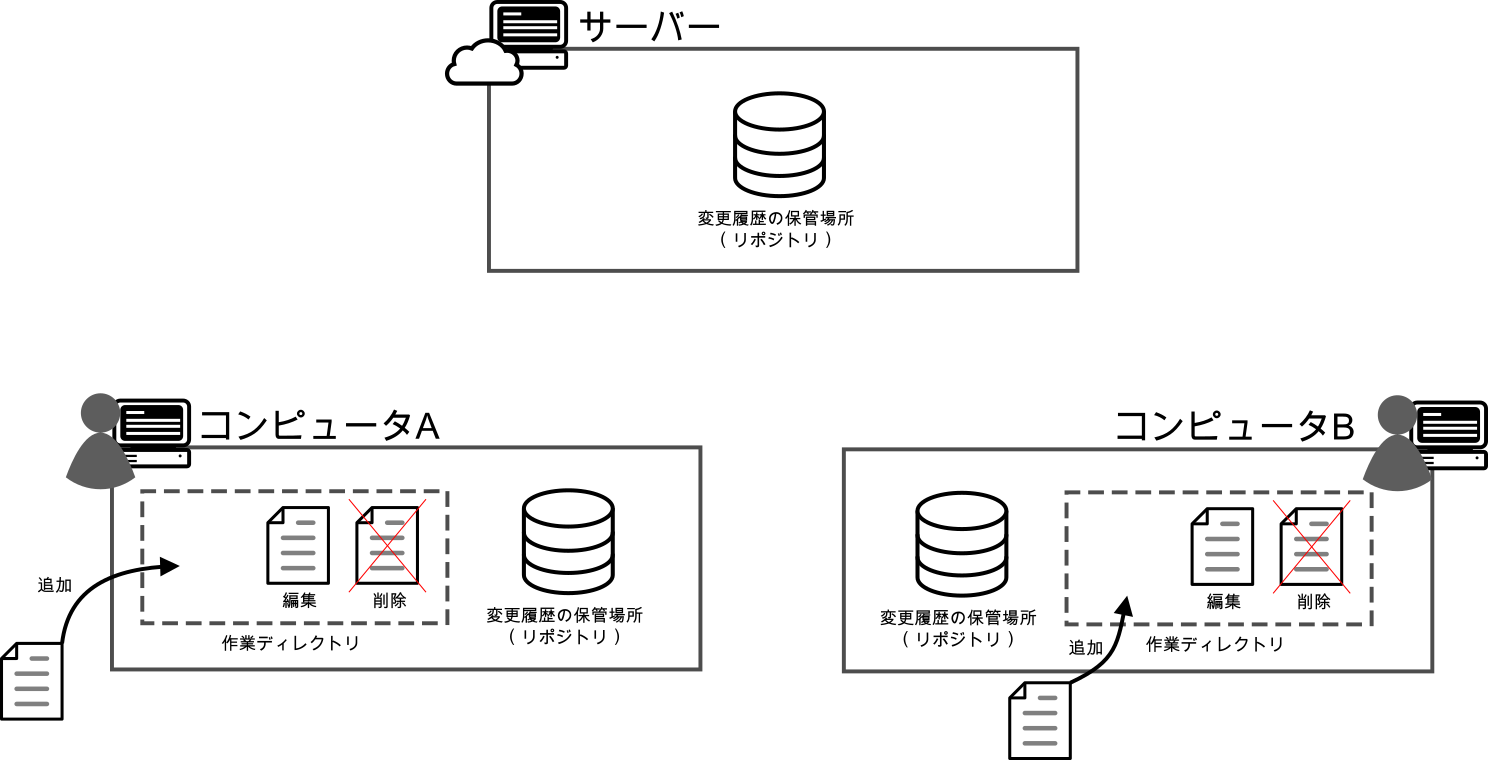 サーバー
変更履歴の保管場所
（リポジトリ）
コンピュータA
追加
編集
削除
作業ディレクトリ
変更履歴の保管場所
（リポジトリ）
コンピュータB
変更履歴の保管場所
（リポジトリ）
追加
編集
削除
作業ディレクトリ